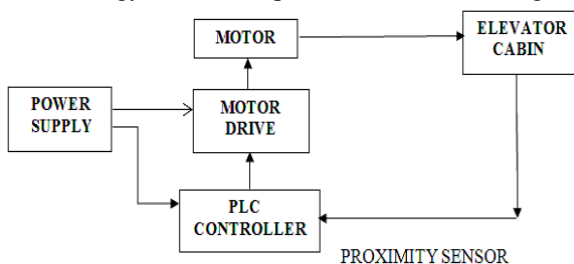 MOTOR
ELEVATOR
CABIN
POWER
SUPPLY
MOTOR
DRIVE
PLC
CONTROLLER
PROXIMITY SENSOR